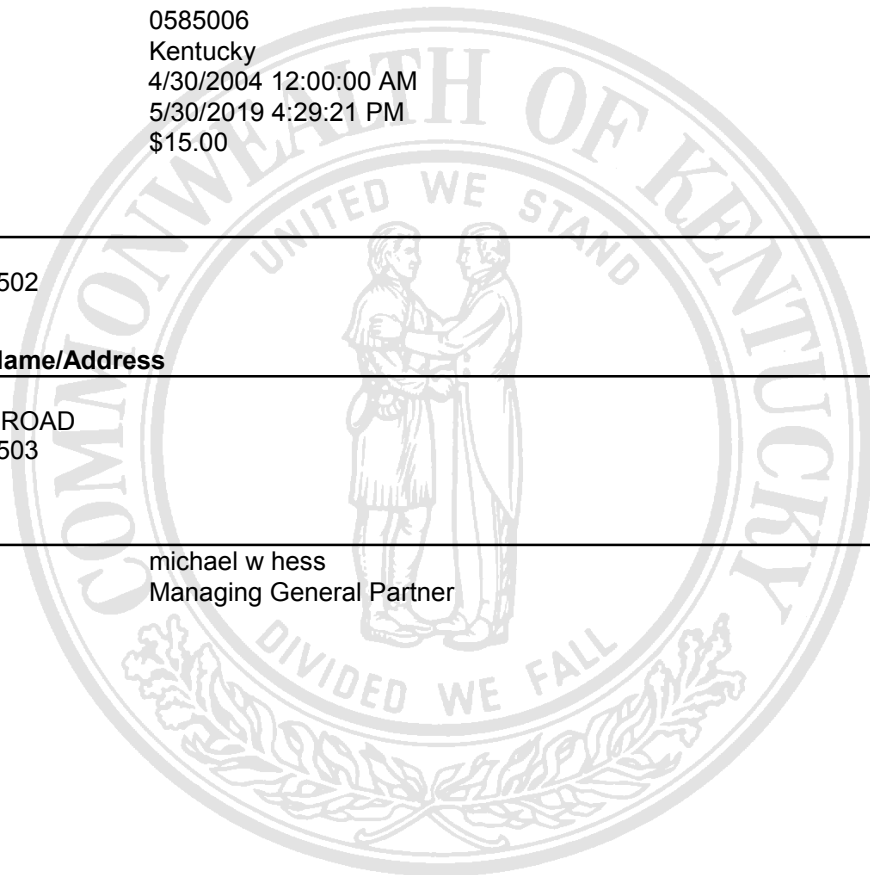 0585006
Kentucky
4/30/2004 12:00:00 AM
5/30/2019 4:29:21 PM
$15.00
COMMONWEALTH OF KENTUCKY
UNITED WE STAND
502
lame/Address
ROAD
503
michael w hess
Managing General Partner
DIVIDED WE FALL